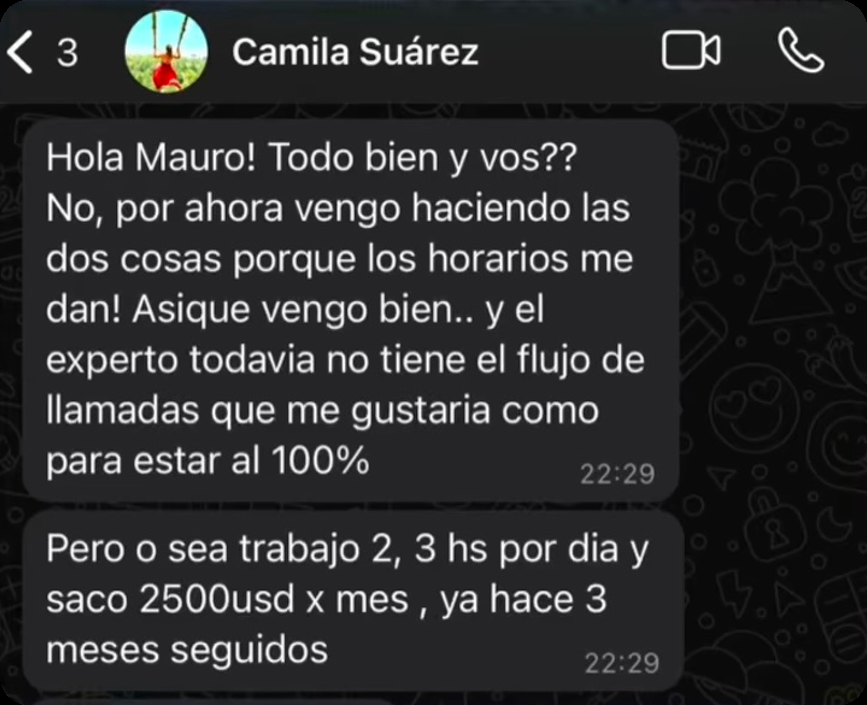 3 Camila Suárez
Hola Mauro! Todo bien y vos??
No, por ahora vengo haciendo las
dos cosas porque los horarios me
dan! Asique vengo bien.. y el
experto todavia no tiene el flujo de
llamadas que me gustaria como
para estar al 100%
22:29
Pero o sea trabajo 2, 3 hs por dia y
saco 2500usd x mes , ya hace 3
meses seguidos
22:29